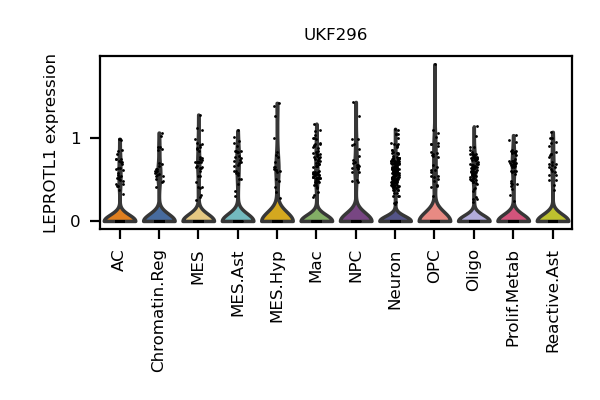 UKF296
LEPROTL1 expression
1
0
AC
Chromatin.Reg
MES
MES.Ast
MES.Hyp
Mac
NPC
Neuron
OPC
Oligo
Prolif.Metab
Reactive.Ast